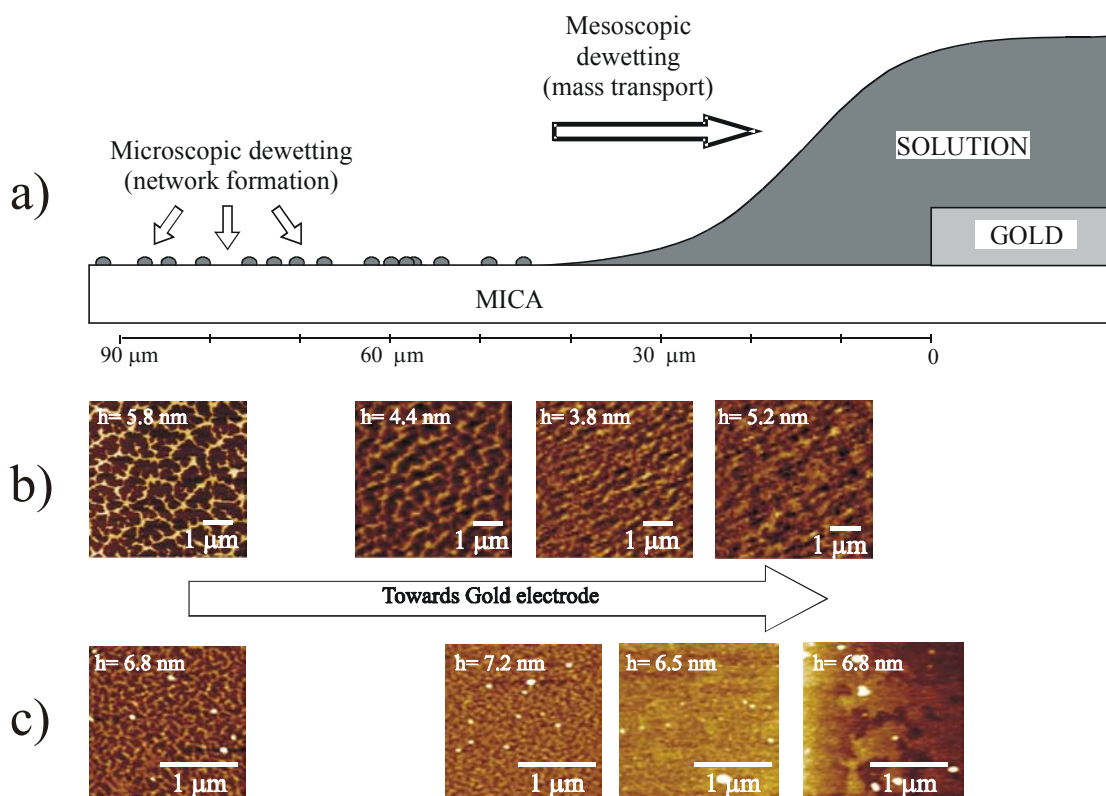 a)
Mesoscopic
dewetting
(mass transport)
Microscopic dewetting
(network formation)
SOLUTION
GOLD
MICA
90 μm
60 μm
30 μm
0
b)
h= 5.8 nm
1 μm
h= 4.4 nm
1 μm
h= 3.8 nm
1 μm
h= 5.2 nm
1 μm
Towards Gold electrode
c)
h= 6.8 nm
1 μm
h= 7.2 nm
1 μm
h= 6.5 nm
1 μm
h= 6.8 nm
1 μm